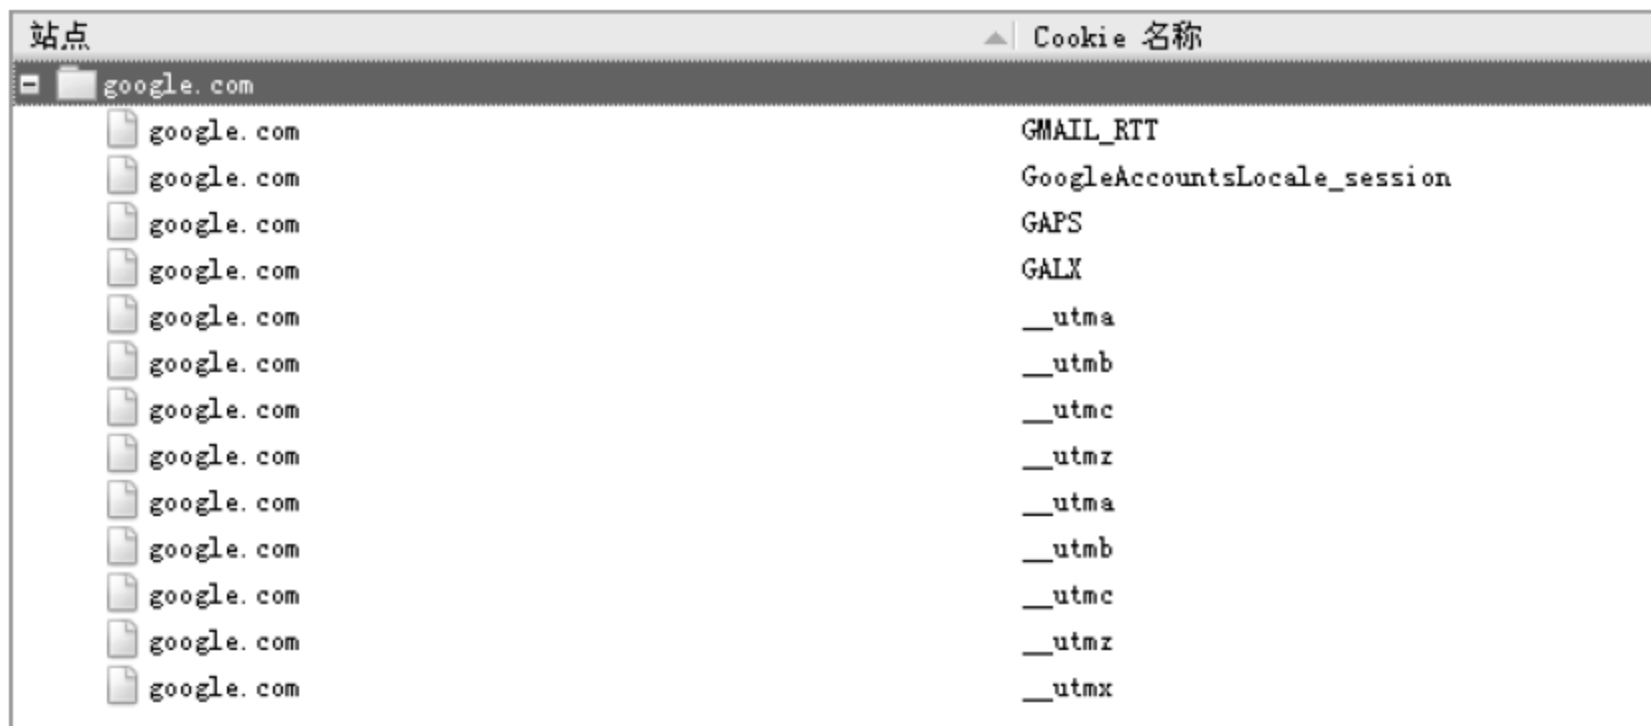 站点 Cookie 名称
google.com
google.com GMAIL_RTT
google.com GoogleAccountsLocale_session
google.com GAPS
google.com GALX
google.com __utma
google.com __utmb
google.com __utmc
google.com __utmz
google.com __utma
google.com __utmb
google.com __utmc
google.com __utmz
google.com __utmx